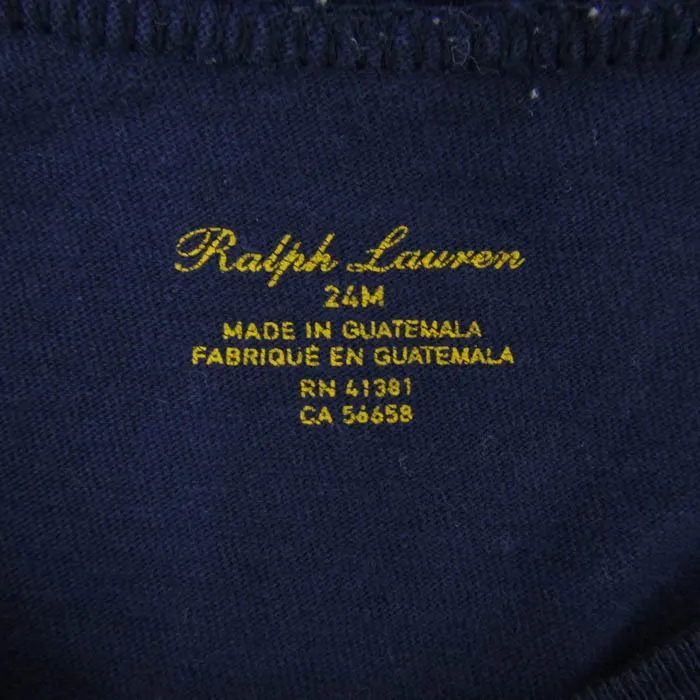 Ralph Lauren
24M
MADE IN GUATEMALA
FABRIQUÉ EN GUATEMALA
RN 41381
CA 56658